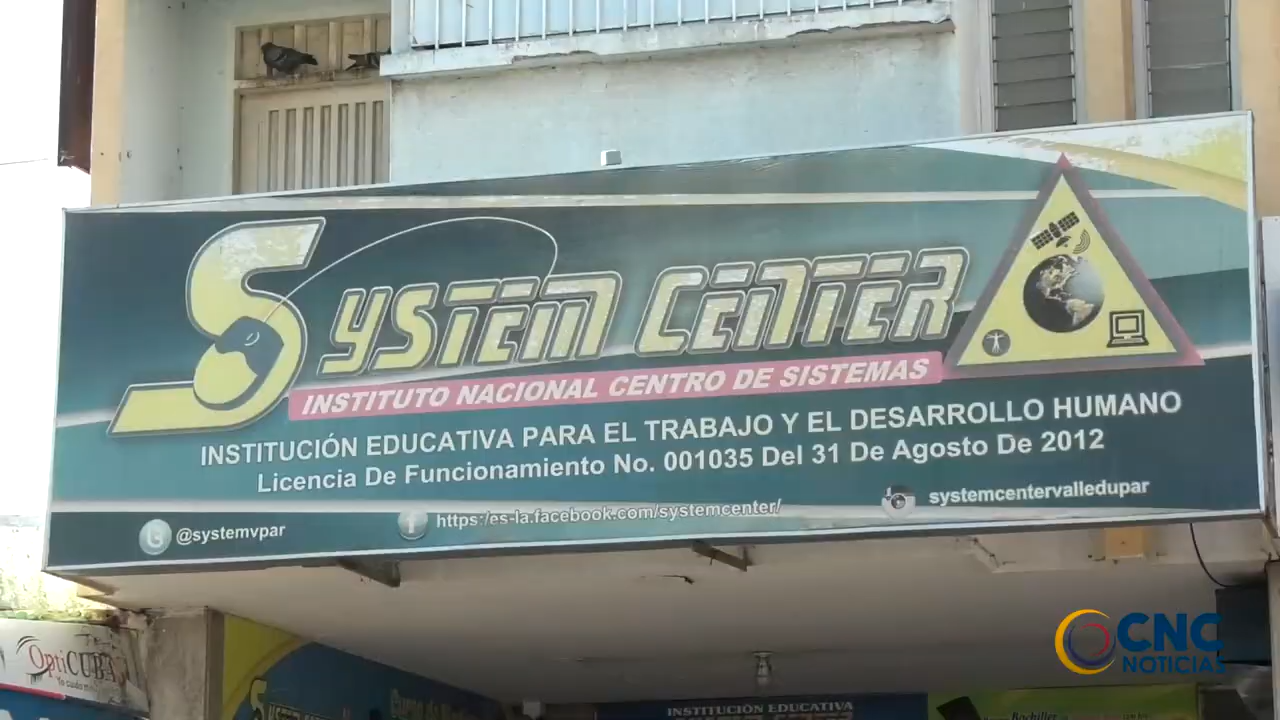 SYSTEM CENTER
INSTITUTO NACIONAL CENTRO DE SISTEMAS
INSTITUCIÓN EDUCATIVA PARA EL TRABAJO Y EL DESARROLLO HUMANO
Licencia De Funcionamiento No. 001035 Del 31 De Agosto De 2012
@systemvpar
https:/es-la.facebook.com/systemcenter/
systemcentervalledupar
CNC
NOTICIAS
OptiCUBA
SYSTEM
INSTITUCIÓN EDUCATIVA
Bachiller